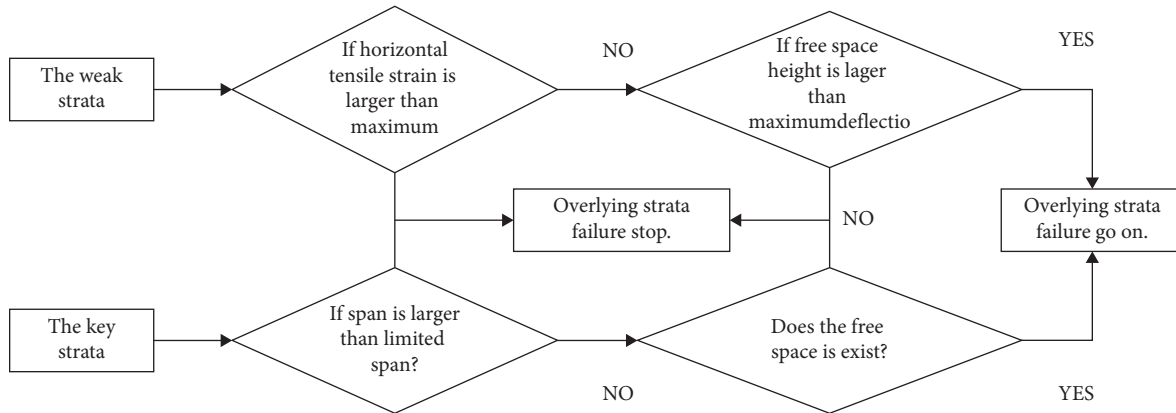 The weak
strata
If horizontal
tensile strain is
larger than
maximum
NO
If free space
height is lager
than
maximumdeflectio
YES
Overlying strata
failure stop.
NO
Overlying strata
failure go on.
The key
strata
If span is larger
than limited
span?
NO
Does the free
space is exist?
YES